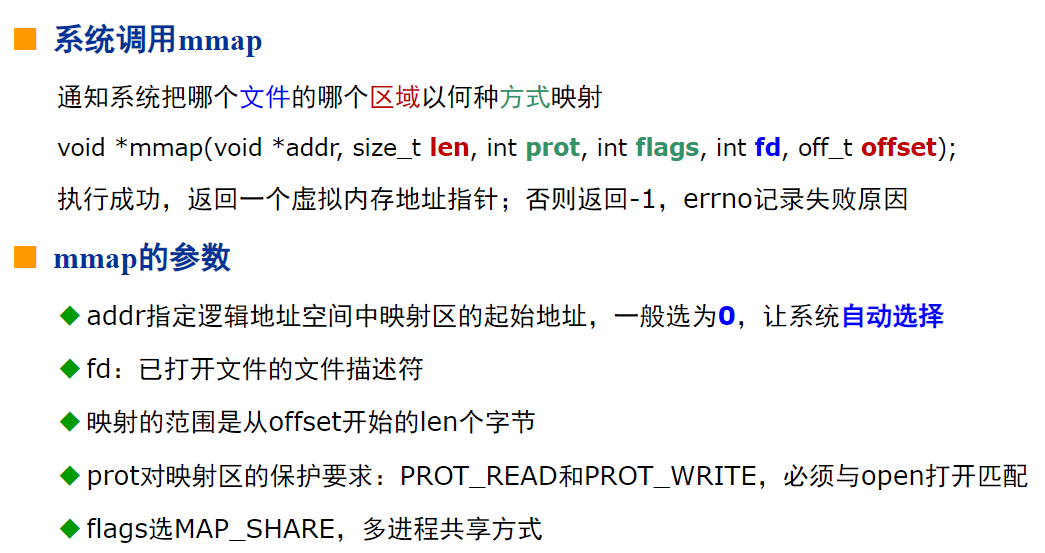 系统调用mmap
通知系统把哪个文件的哪个区域以何种方式映射
void *mmap(void *addr, size_t len, int prot, int flags, int fd, off_t offset);
执行成功，返回一个虚拟内存地址指针；否则返回-1，errno记录失败原因
mmap的参数
addr指定逻辑地址空间中映射区的起始地址，一般选为0，让系统自动选择
fd：已打开文件的文件描述符
映射的范围是从offset开始的len个字节
prot对映射区的保护要求：PROT_READ和PROT_WRITE，必须与open打开匹配
flags选MAP_SHARE，多进程共享方式